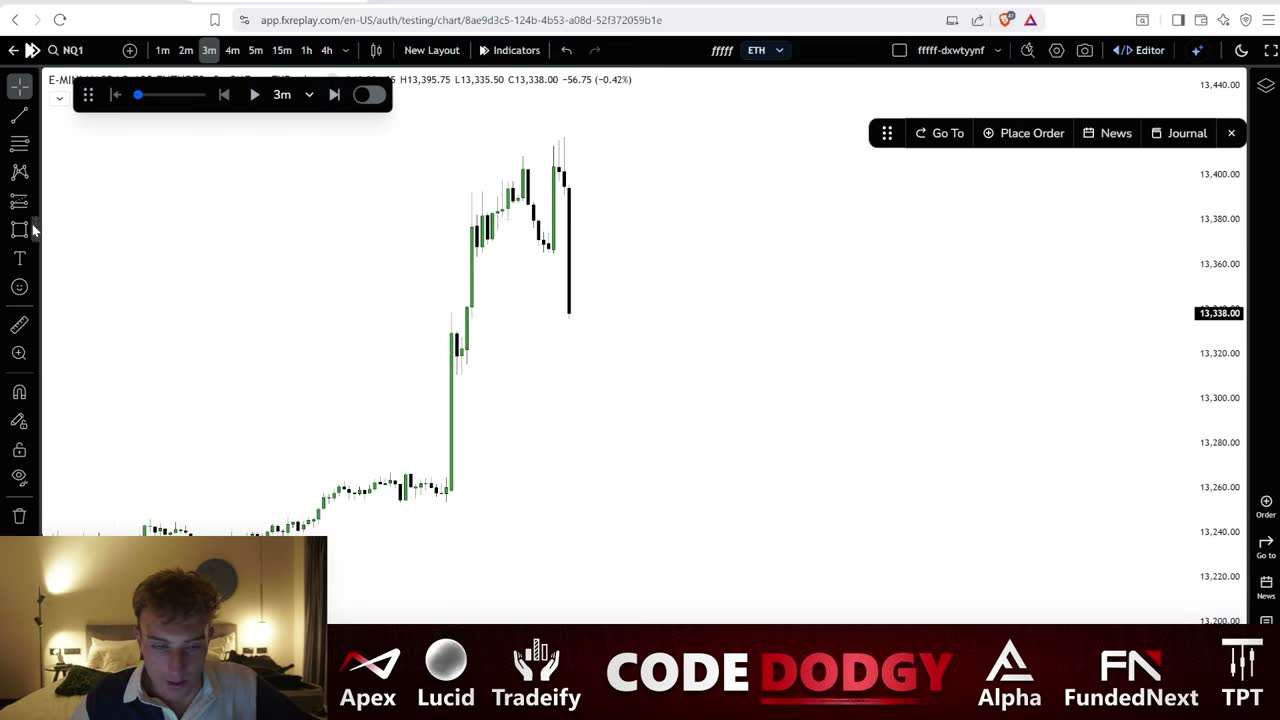 app.fxreplay.com/en-US/auth/testing/chart/8ae9d3c5-124b-4b53-a08d-52f372059b1e
NQ1 1m 2m 3m 4m 5m 15m 1h 4h New Layout Indicators fffff ETH fffff-dxwtyynf Editor
H13,395.75 L13,335.50 C13,338.00 −56.75 (−0.42%)
3m
Go To Place Order News Journal
13,440.00
13,400.00
13,380.00
13,360.00
13,338.00
13,320.00
13,300.00
13,280.00
13,260.00
13,240.00
13,220.00
13,200.00
Order
Go to
News
Apex Lucid Tradeify CODE DODGY Alpha FundedNext TPT